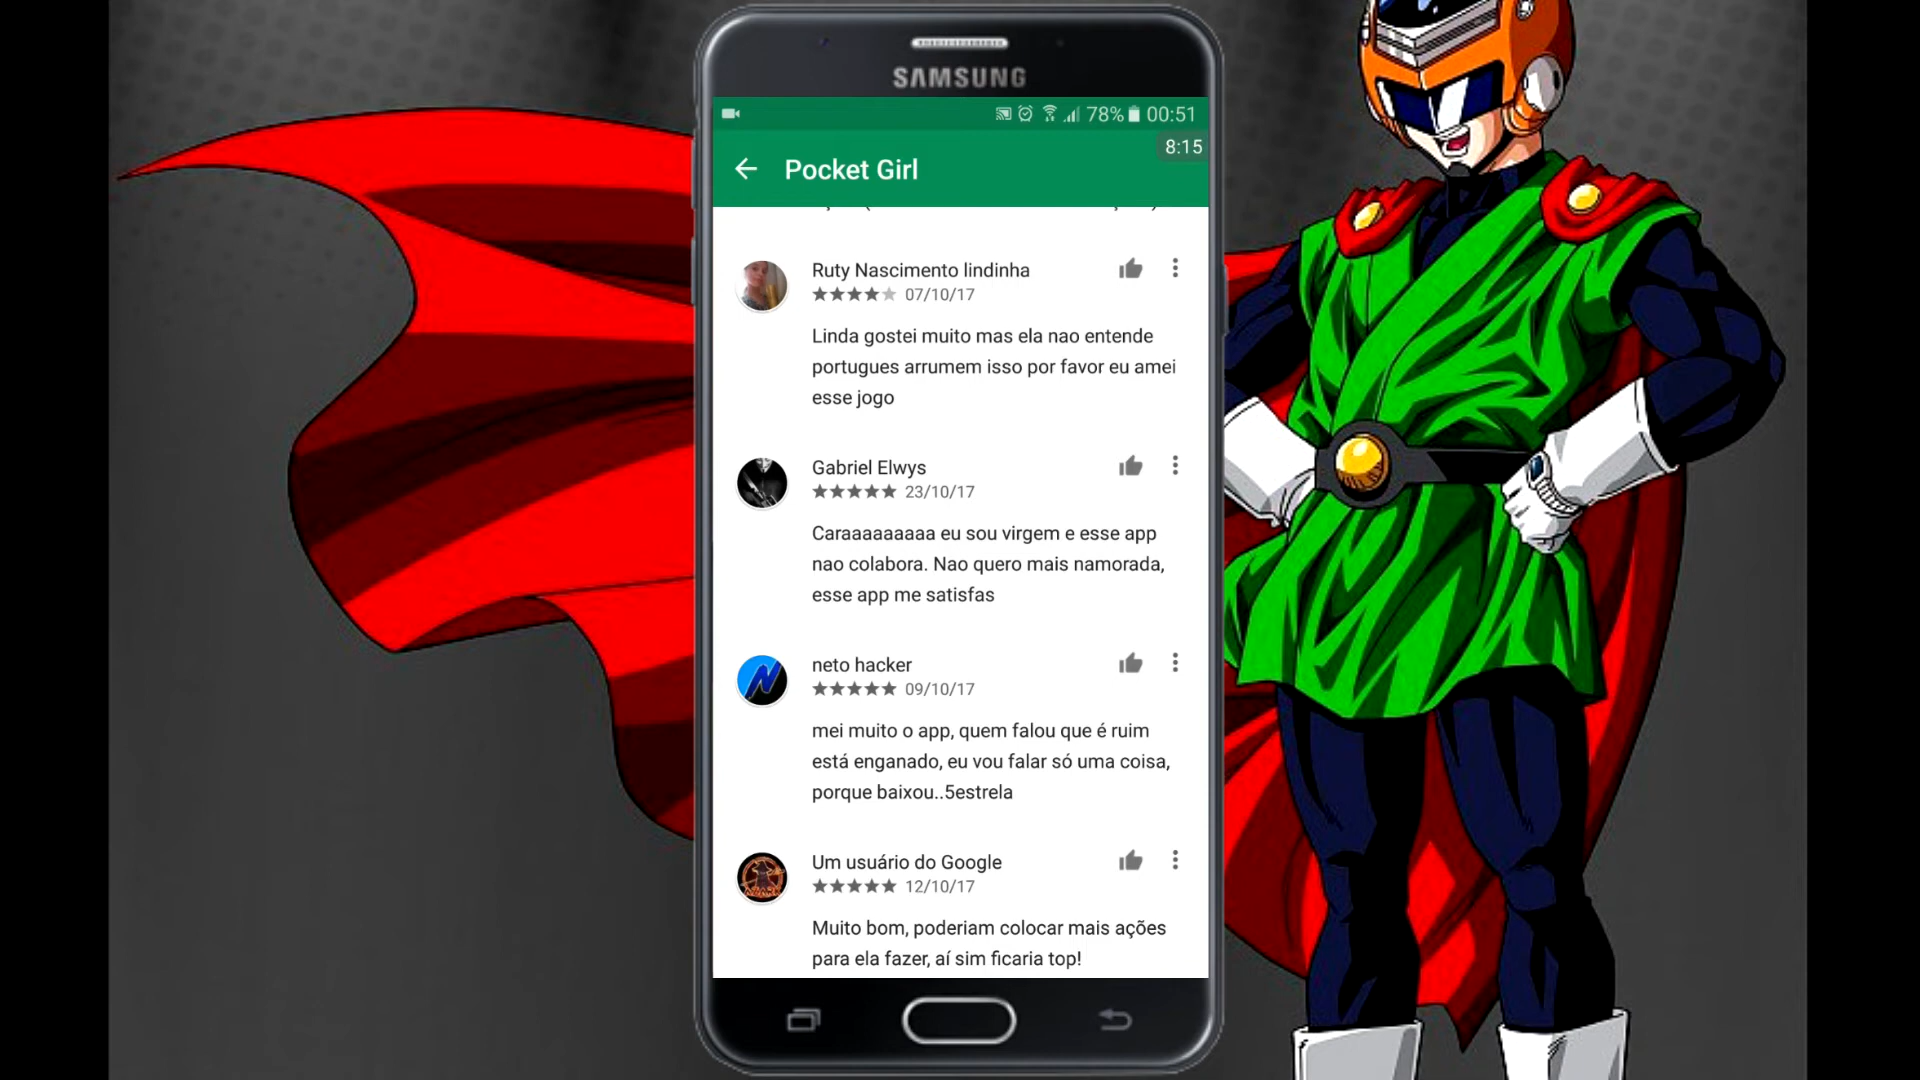 SAMSUNG
78% 00:51
8:15
Pocket Girl
Ruty Nascimento lindinha
07/10/17
Linda gostei muito mas ela nao entende
portugues arrumem isso por favor eu amei
esse jogo
Gabriel Elwys
23/10/17
Caraaaaaaaaa eu sou virgem e esse app
nao colabora. Nao quero mais namorada,
esse app me satisfas
neto hacker
09/10/17
mei muito o app, quem falou que é ruim
está enganado, eu vou falar só uma coisa,
porque baixou..5estrela
Um usuário do Google
12/10/17
Muito bom, poderiam colocar mais ações
para ela fazer, aí sim ficaria top!